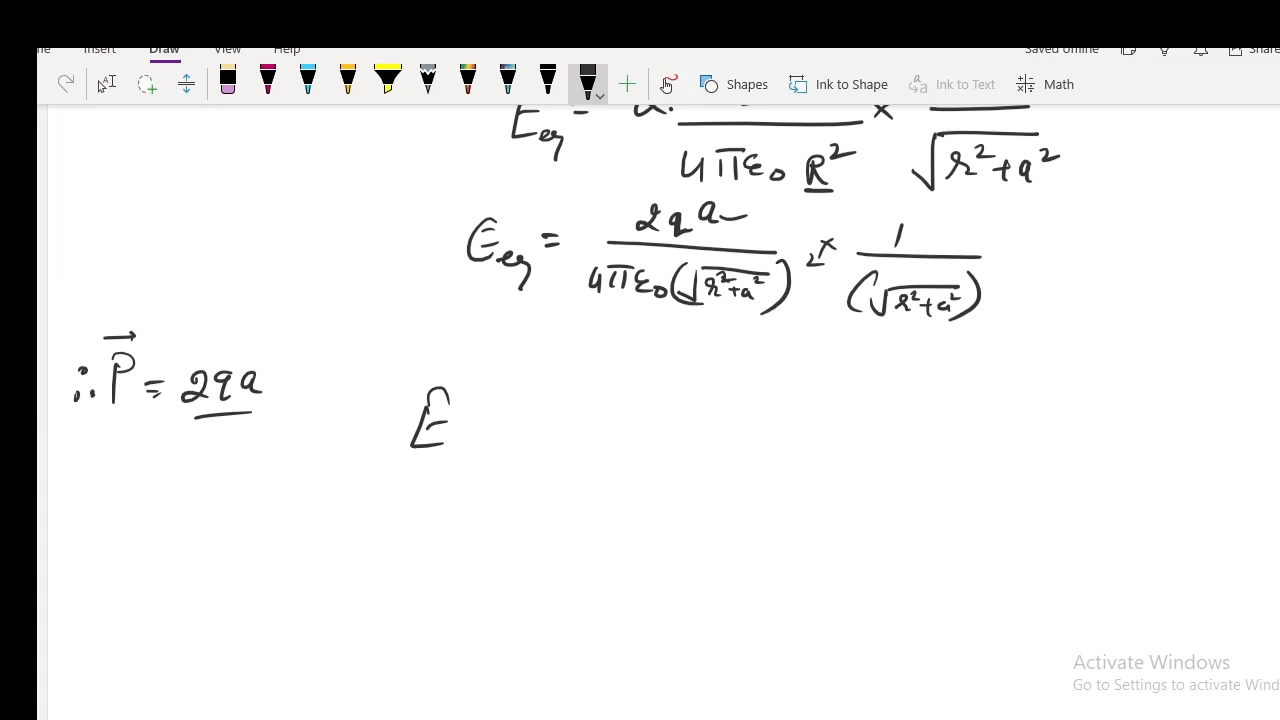 Insert Draw View Help Saved offline Share
Ink to Shape Ink to Text Math Shapes
E_eq =
4πε₀ R² × √r²+a²
E_eq = 2qa / 4πε₀(√r²+a²)² × 1 / (√r²+a²)
∴ P⃗ = 2qa
E
Activate Windows
Go to Settings to activate Wind